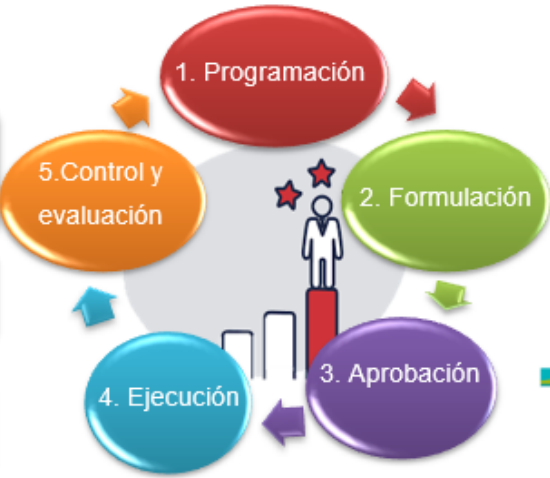 1. Programación
2. Formulación
3. Aprobación
4. Ejecución
5.Control y
evaluación